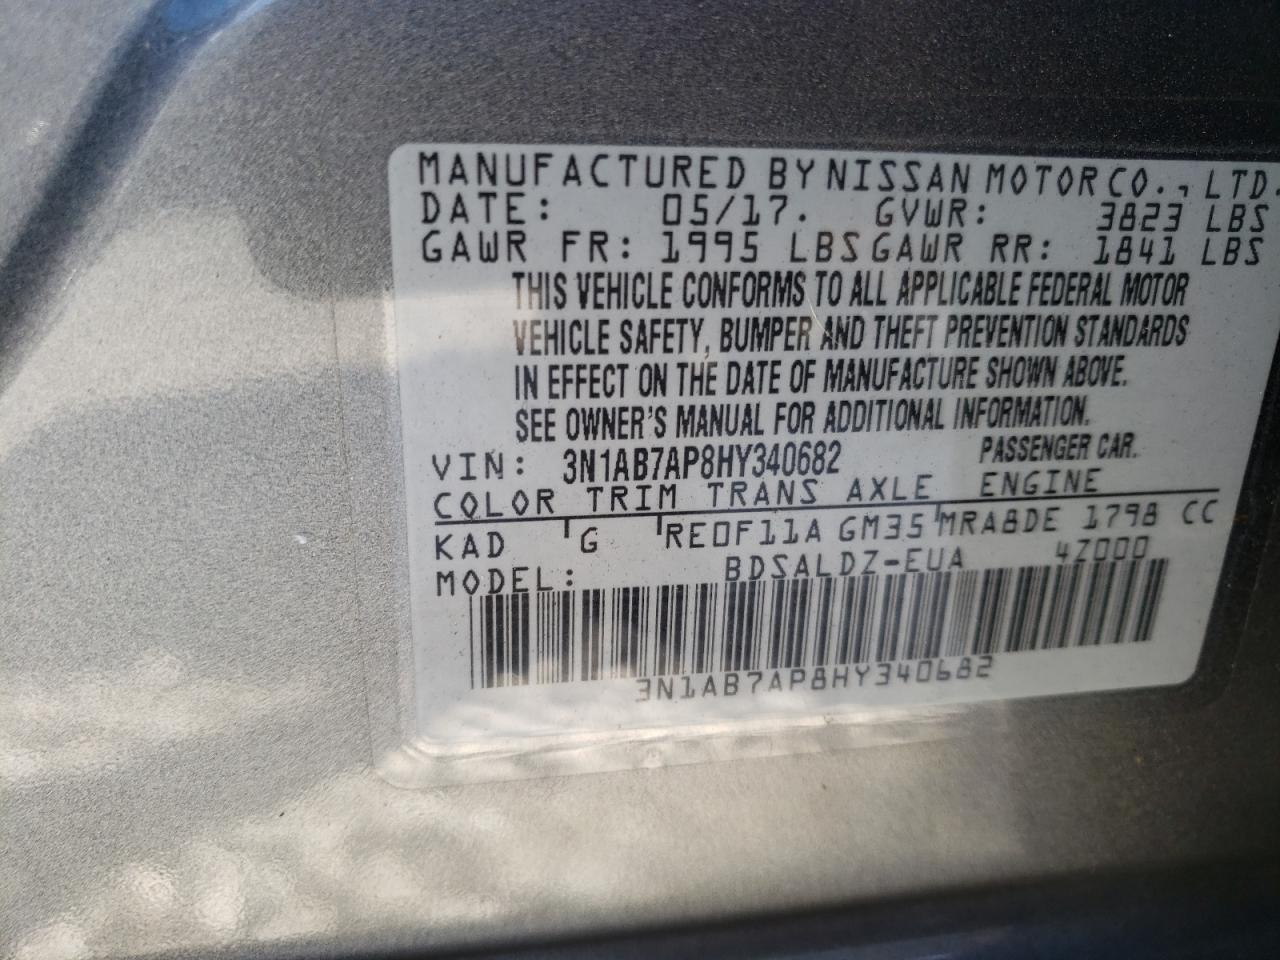 MANUFACTURED BY NISSAN MOTOR CO., LTD.
DATE: 05/17. GVWR: 3823 LBS
GAWR FR: 1995 LBS GAWR RR: 1841 LBS
THIS VEHICLE CONFORMS TO ALL APPLICABLE FEDERAL MOTOR
VEHICLE SAFETY, BUMPER AND THEFT PREVENTION STANDARDS
IN EFFECT ON THE DATE OF MANUFACTURE SHOWN ABOVE.
SEE OWNER'S MANUAL FOR ADDITIONAL INFORMATION.
VIN: 3N1AB7AP8HY340682 PASSENGER CAR.
COLOR TRIM TRANS AXLE ENGINE
KAD G RE0F11A GM35 MRA8DE 1798 CC
MODEL: BDSALDZ-EUA 4Z000
3N1AB7AP8HY340682